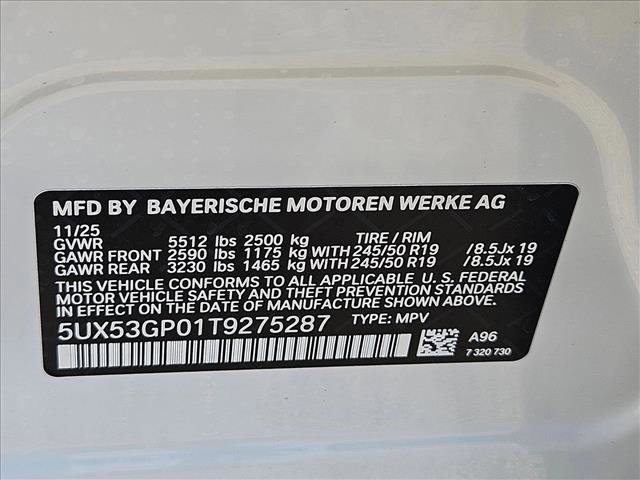 MFD BY BAYERISCHE MOTOREN WERKE AG
11/25
GVWR 5512 lbs 2500 kg TIRE / RIM
GAWR FRONT 2590 lbs 1175 kg WITH 245/50 R19 /8.5Jx 19
GAWR REAR 3230 lbs 1465 kg WITH 245/50 R19 /8.5Jx 19
THIS VEHICLE CONFORMS TO ALL APPLICABLE U. S. FEDERAL
MOTOR VEHICLE SAFETY AND THEFT PREVENTION STANDARDS
IN EFFECT ON THE DATE OF MANUFACTURE SHOWN ABOVE.
5UX53GP01T9275287 TYPE: MPV
A96
7 320 730